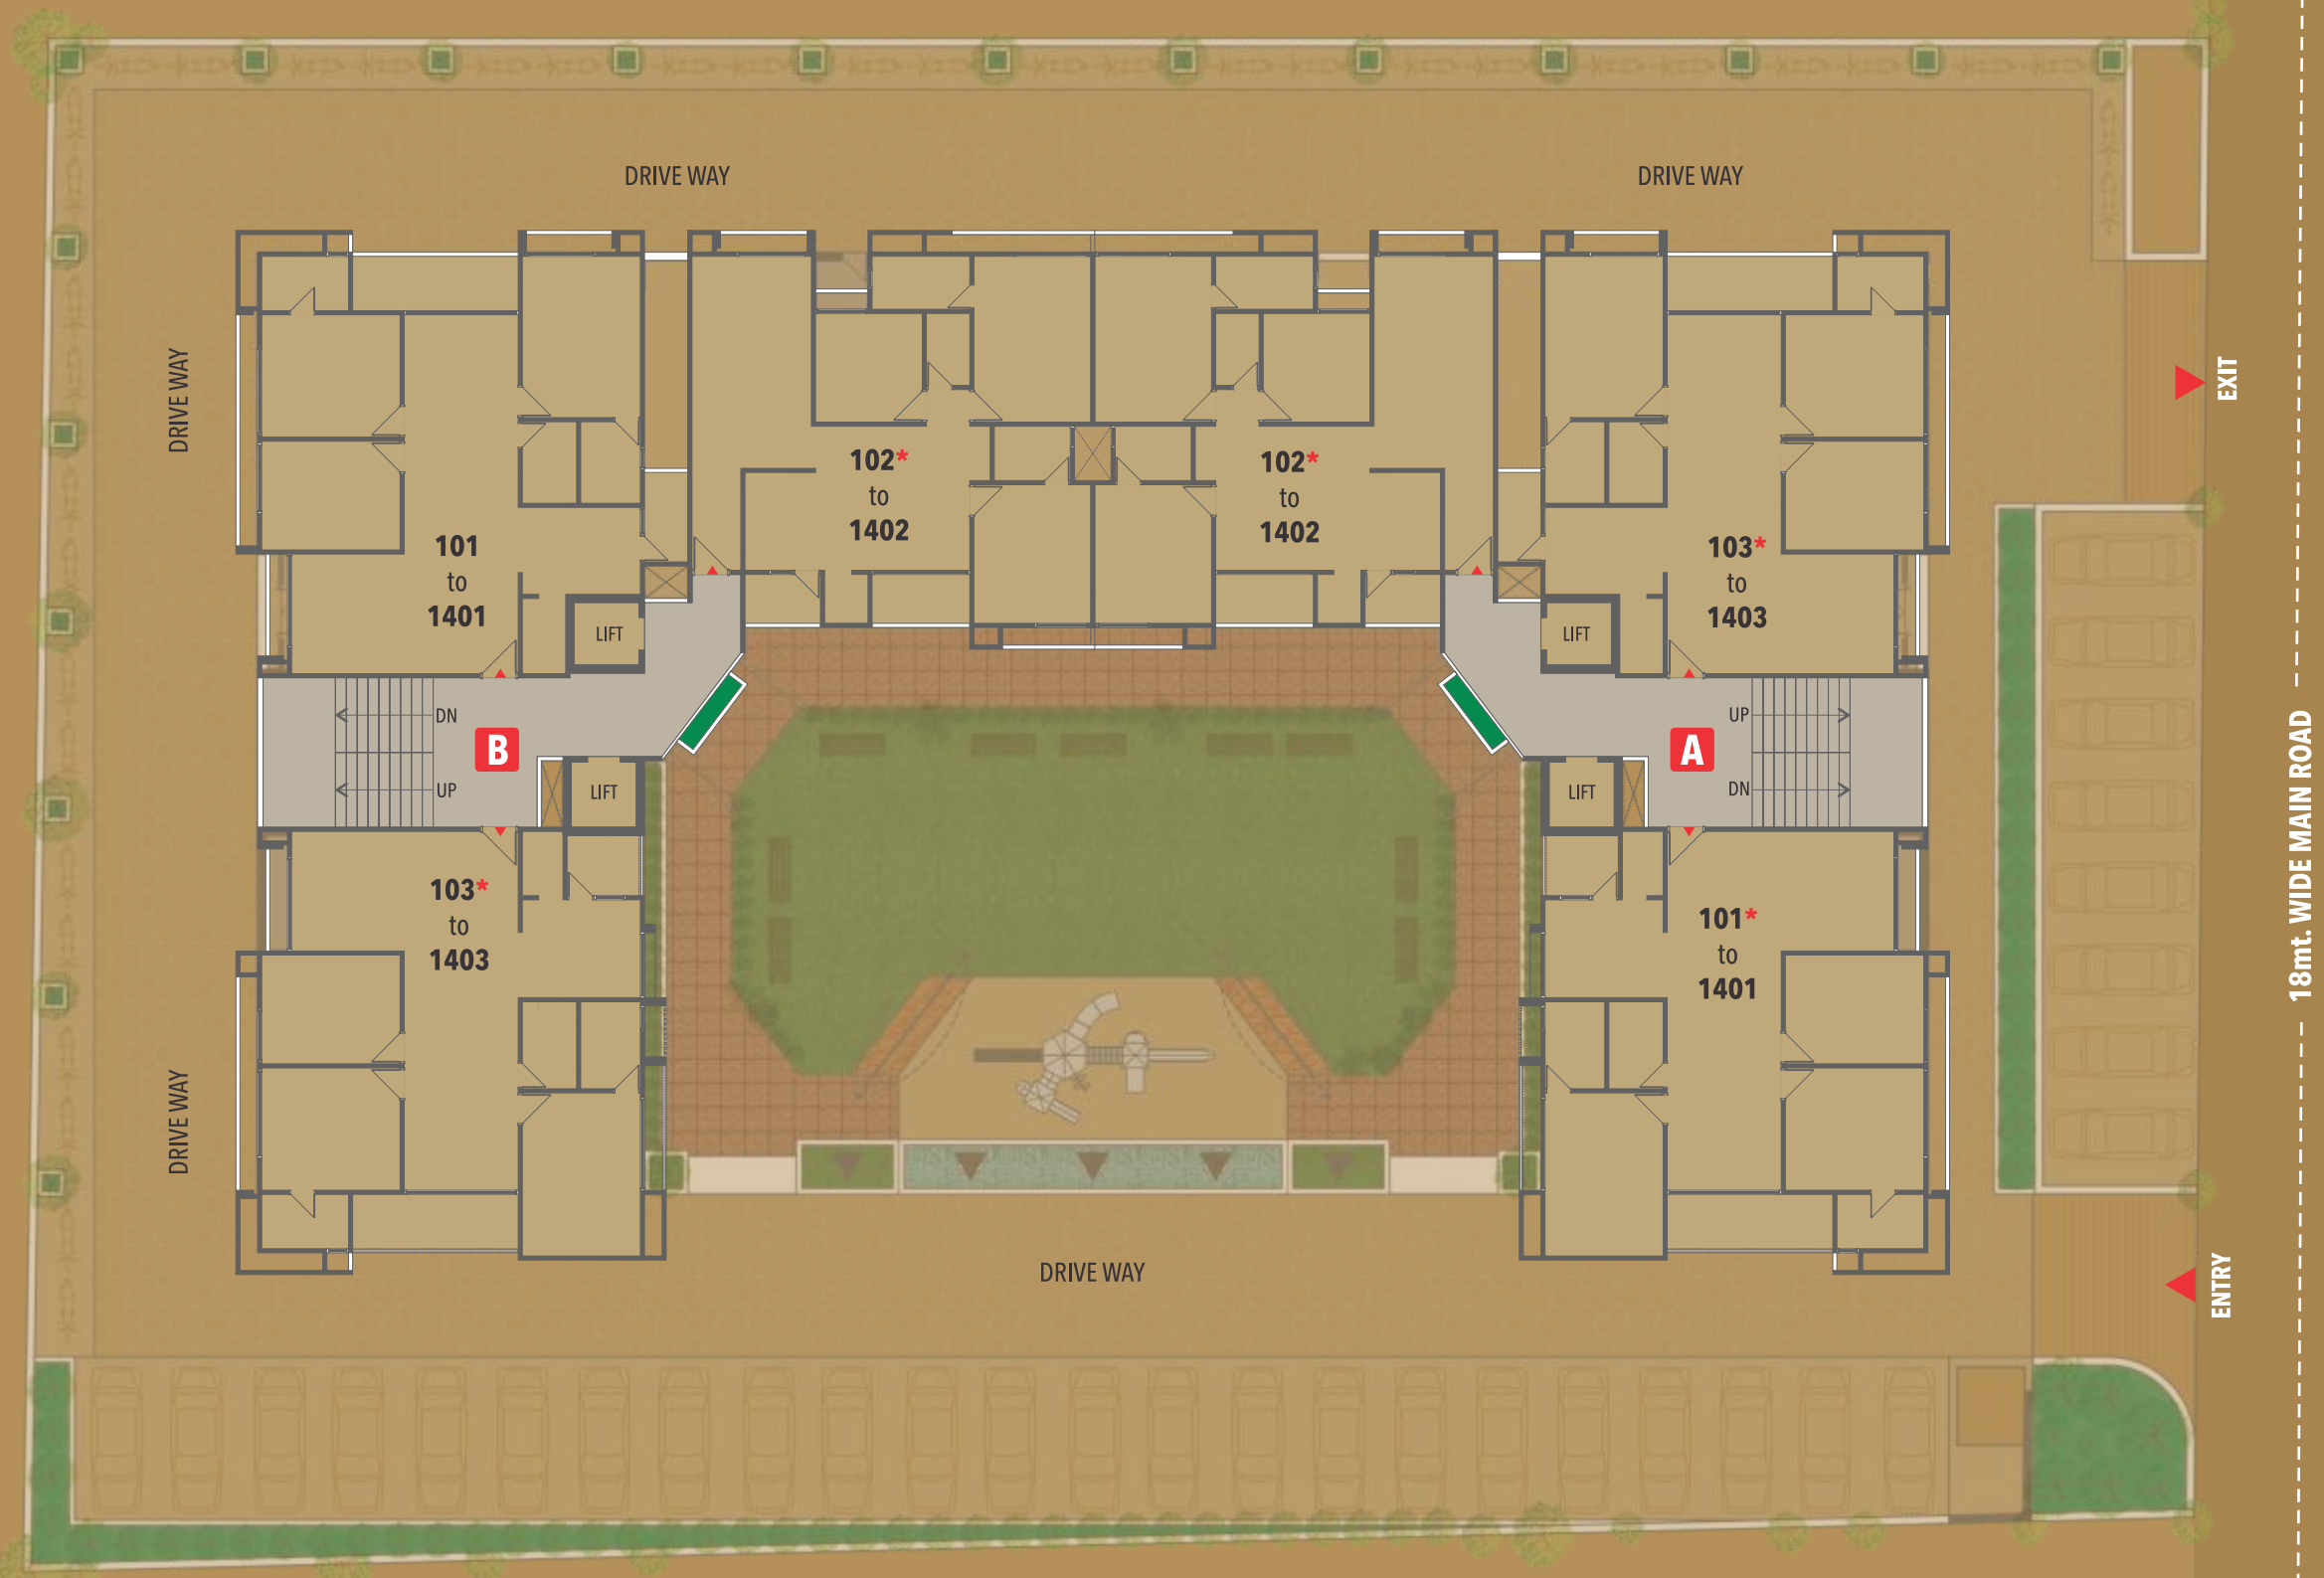 DRIVE WAY
DRIVE WAY
DRIVE WAY
EXIT
102*
to
1402
102*
to
1402
101
to
1401
103*
to
1403
LIFT
LIFT
DN
B
UP
LIFT
UP
A
DN
LIFT
18mt. WIDE MAIN ROAD
103*
to
1403
101*
to
1401
DRIVE WAY
DRIVE WAY
ENTRY